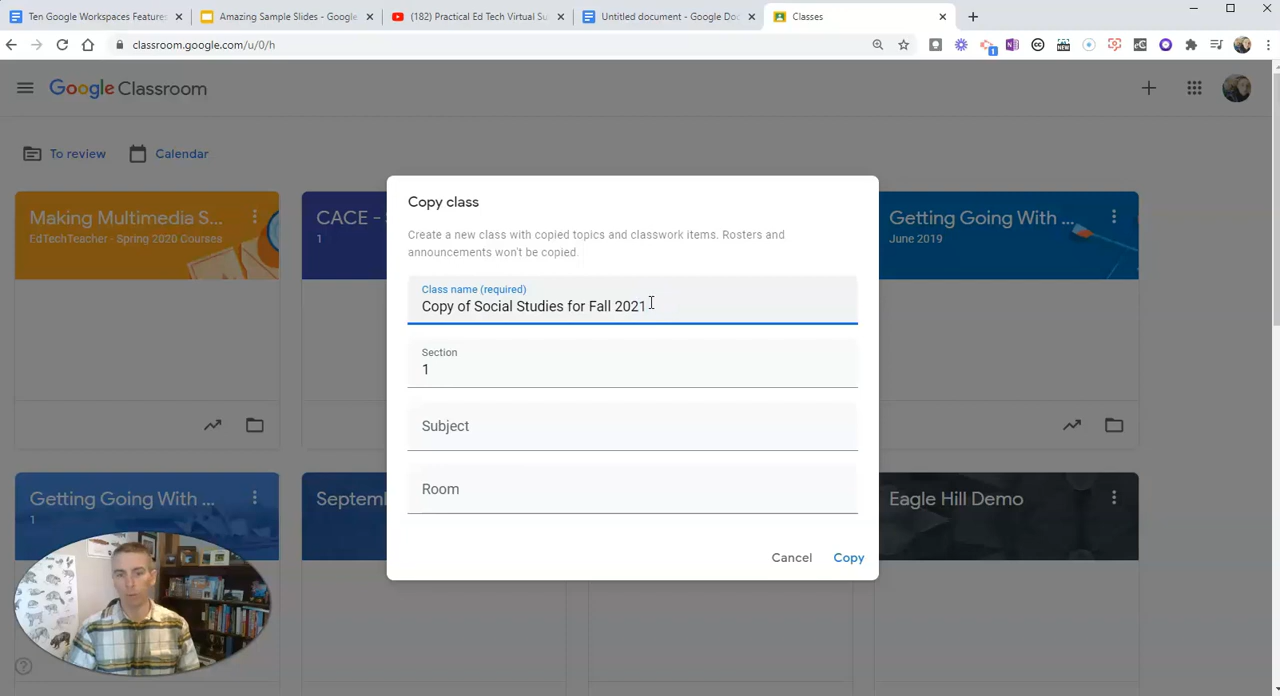 Ten Google Workspaces Features
Amazing Sample Slides - Google
(182) Practical Ed Tech Virtual Su
Untitled document - Google Doc
Classes
classroom.google.com/u/0/h
Google Classroom
To review
Calendar
Making Multimedia S...
EdTechTeacher - Spring 2020 Courses
CACE -
1
Getting Going With ...
June 2019
Copy class
Create a new class with copied topics and classwork items. Rosters and
announcements won't be copied.
Class name (required)
Copy of Social Studies for Fall 2021
Section
1
Subject
Room
Cancel
Copy
Getting Going With ...
1
Septem
Eagle Hill Demo